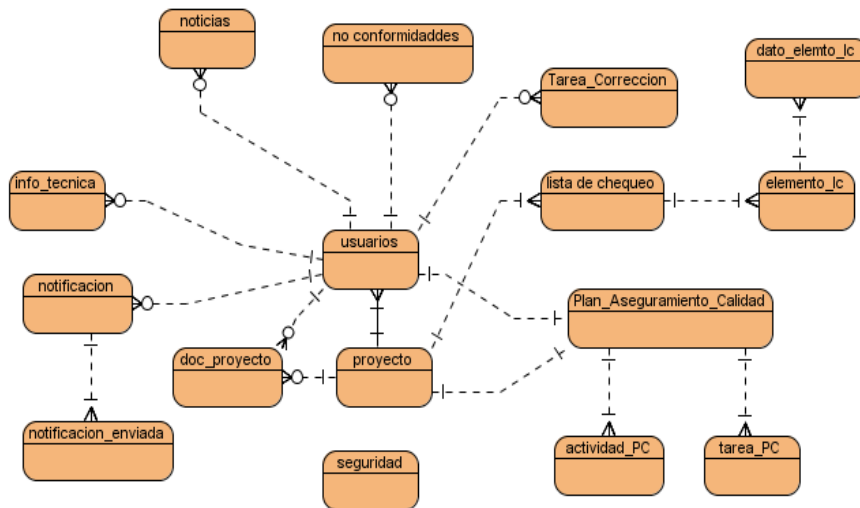 noticias
no conformidaddes
Tarea_Correccion
dato_elemto_lc
info_tecnica
lista de chequeo
elemento_lc
usuarios
notificacion
Plan_Aseguramiento_Calidad
doc_proyecto
proyecto
notificacion_enviada
seguridad
actividad_PC
tarea_PC